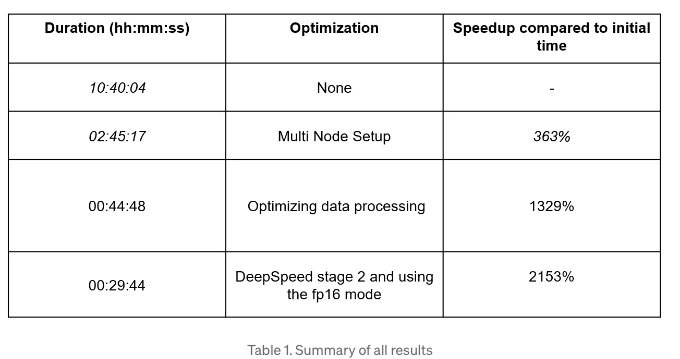 Duration (hh:mm:ss) Optimization Speedup compared to initial
time
10:40:04 None -
02:45:17 Multi Node Setup 363%
00:44:48 Optimizing data processing 1329%
00:29:44 DeepSpeed stage 2 and using 2153%
the fp16 mode
Table 1. Summary of all results